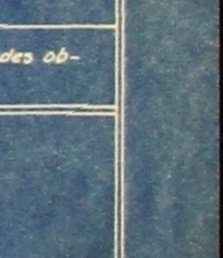 des ob-